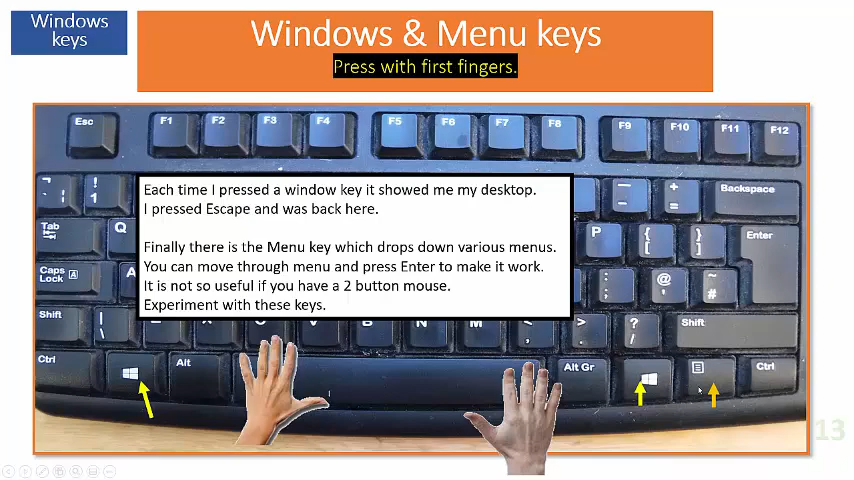 Windows
keys
Windows & Menu keys
Press with first fingers.
Esc F1 F2 F3 F4 F5 F6 F7 F8 F9 F10 F11 F12
Each time I pressed a window key it showed me my desktop.
I pressed Escape and was back here.
Finally there is the Menu key which drops down various menus.
You can move through menu and press Enter to make it work.
It is not so useful if you have a 2 button mouse.
Experiment with these keys.
¬ ! 1 _ - + = Backspace
Tab Q P { [ } ] Enter
Caps Lock A A : ; @ ' ~ #
Shift | \ X C V B N M < , ? / Shift
Ctrl Alt Alt Gr Ctrl
13